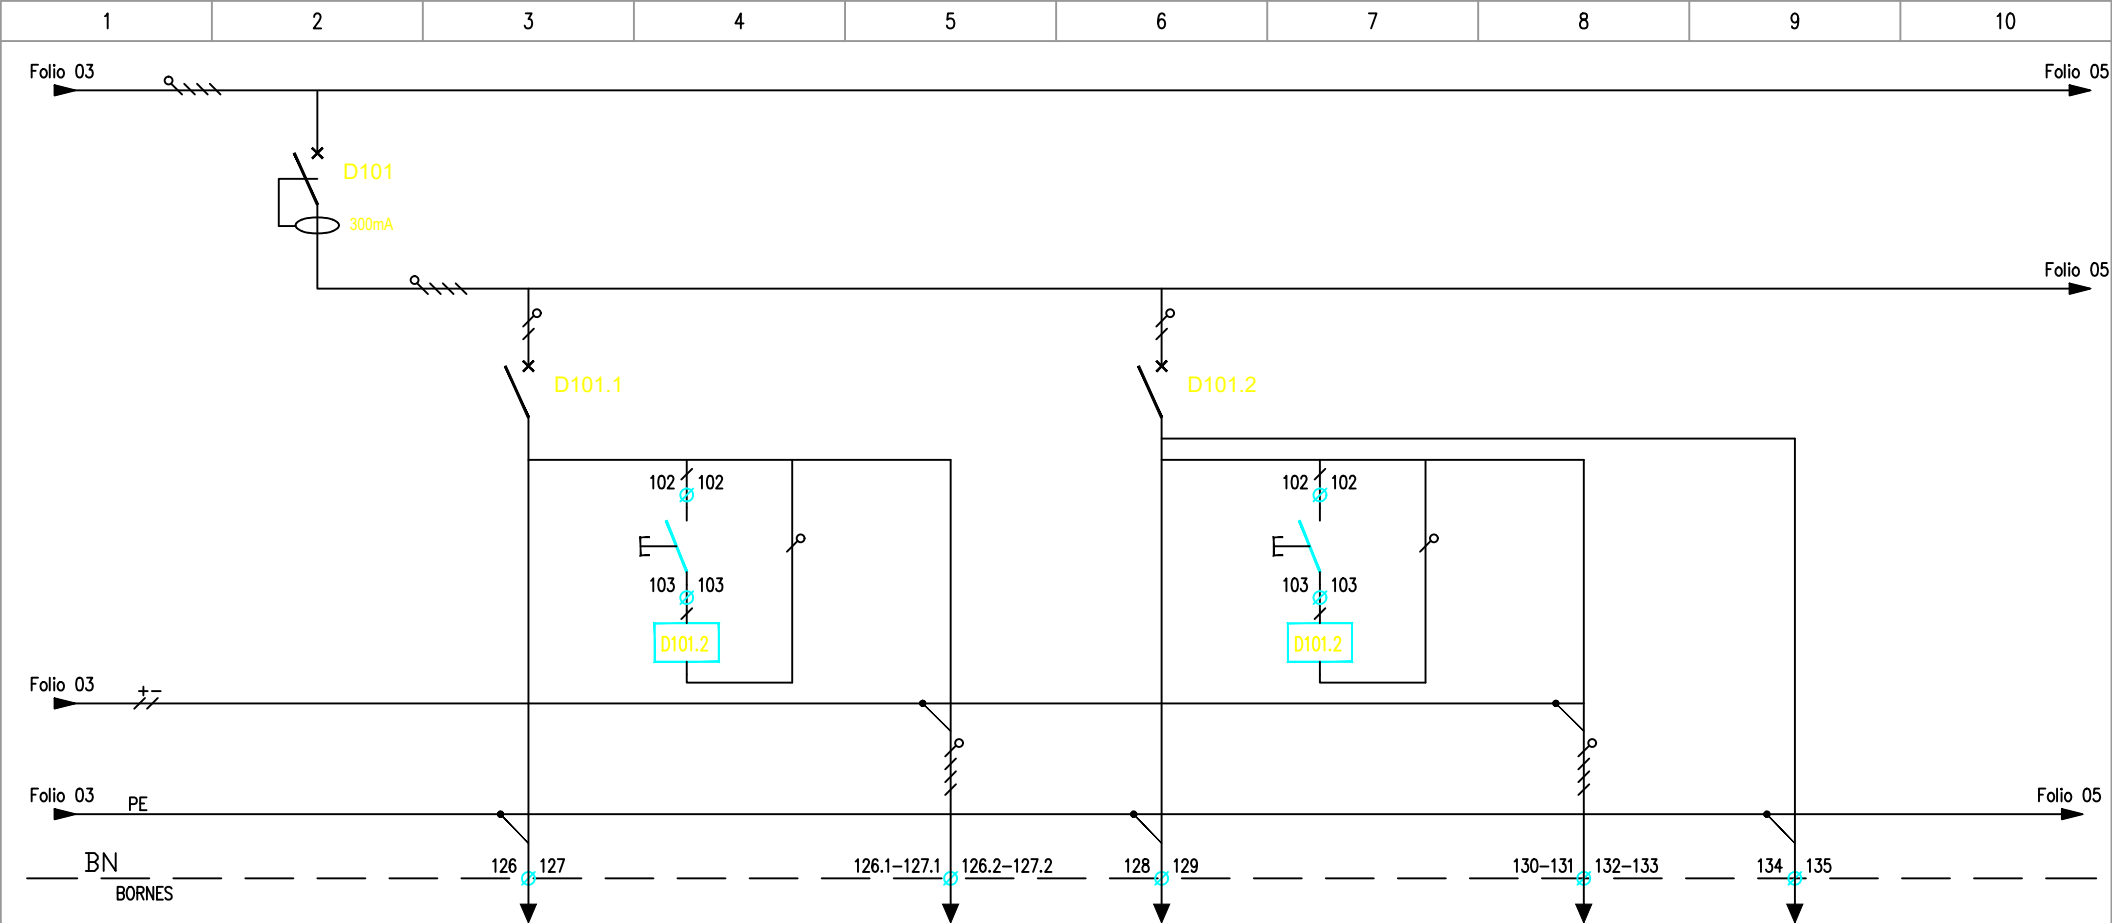 1 2 3 4 5 6 7 8 9 10
Folio 03 Folio 05
D101
300mA
Folio 05
D101.1 D101.2
102 102 102 102
103 103 103 103
D101.2 D101.2
Folio 03 +-
Folio 03 PE Folio 05
BN 126 127 126.1-127.1 126.2-127.2 128 129 130-131 132-133 134 135
BORNES